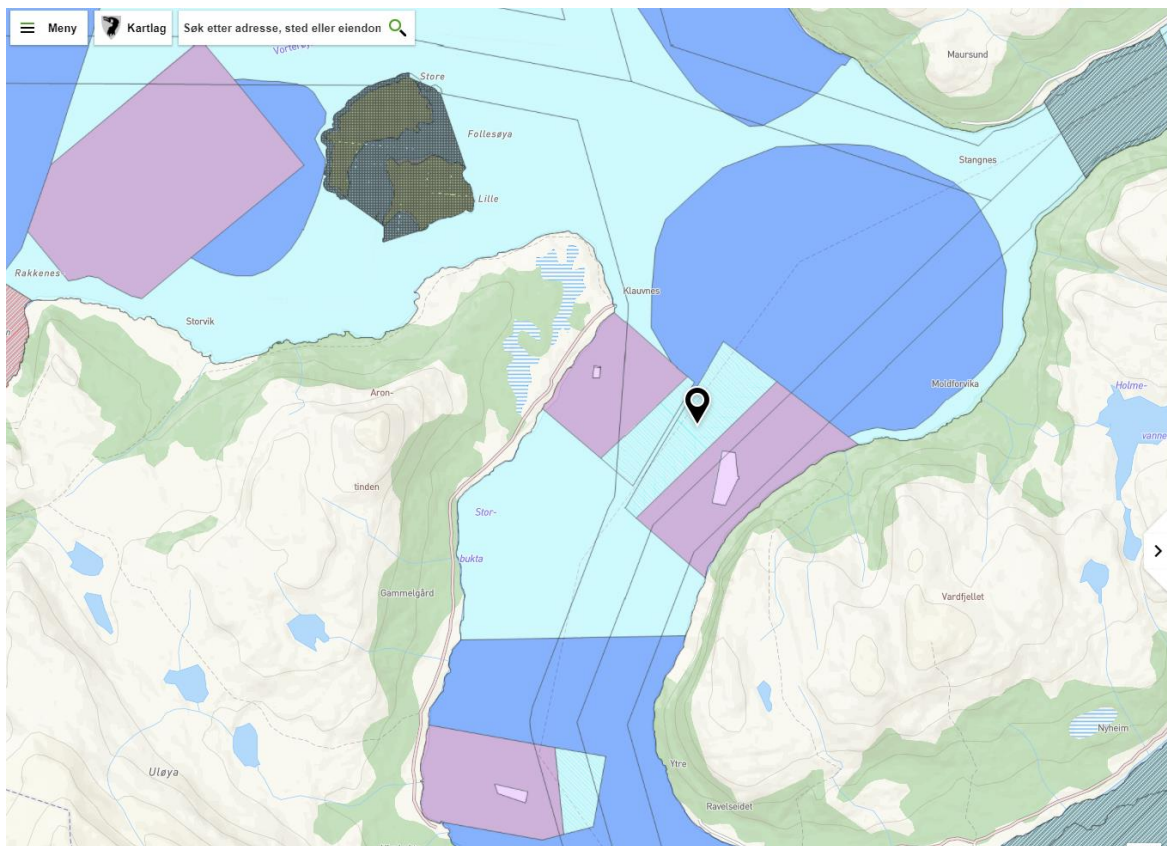 Meny
Kartlag
Søk etter adresse, sted eller eiendon
Maursund
Store
Follesøya
Stangnes
Lille
Rakkenes
Klauvnes
Storvik
Moldforvika
Holme-
vanne
Aron-
tinden
Stor-
bukta
Gammelgård
Vardfjellet
Nyheim
Ytre
Uløya
Ravelseidet